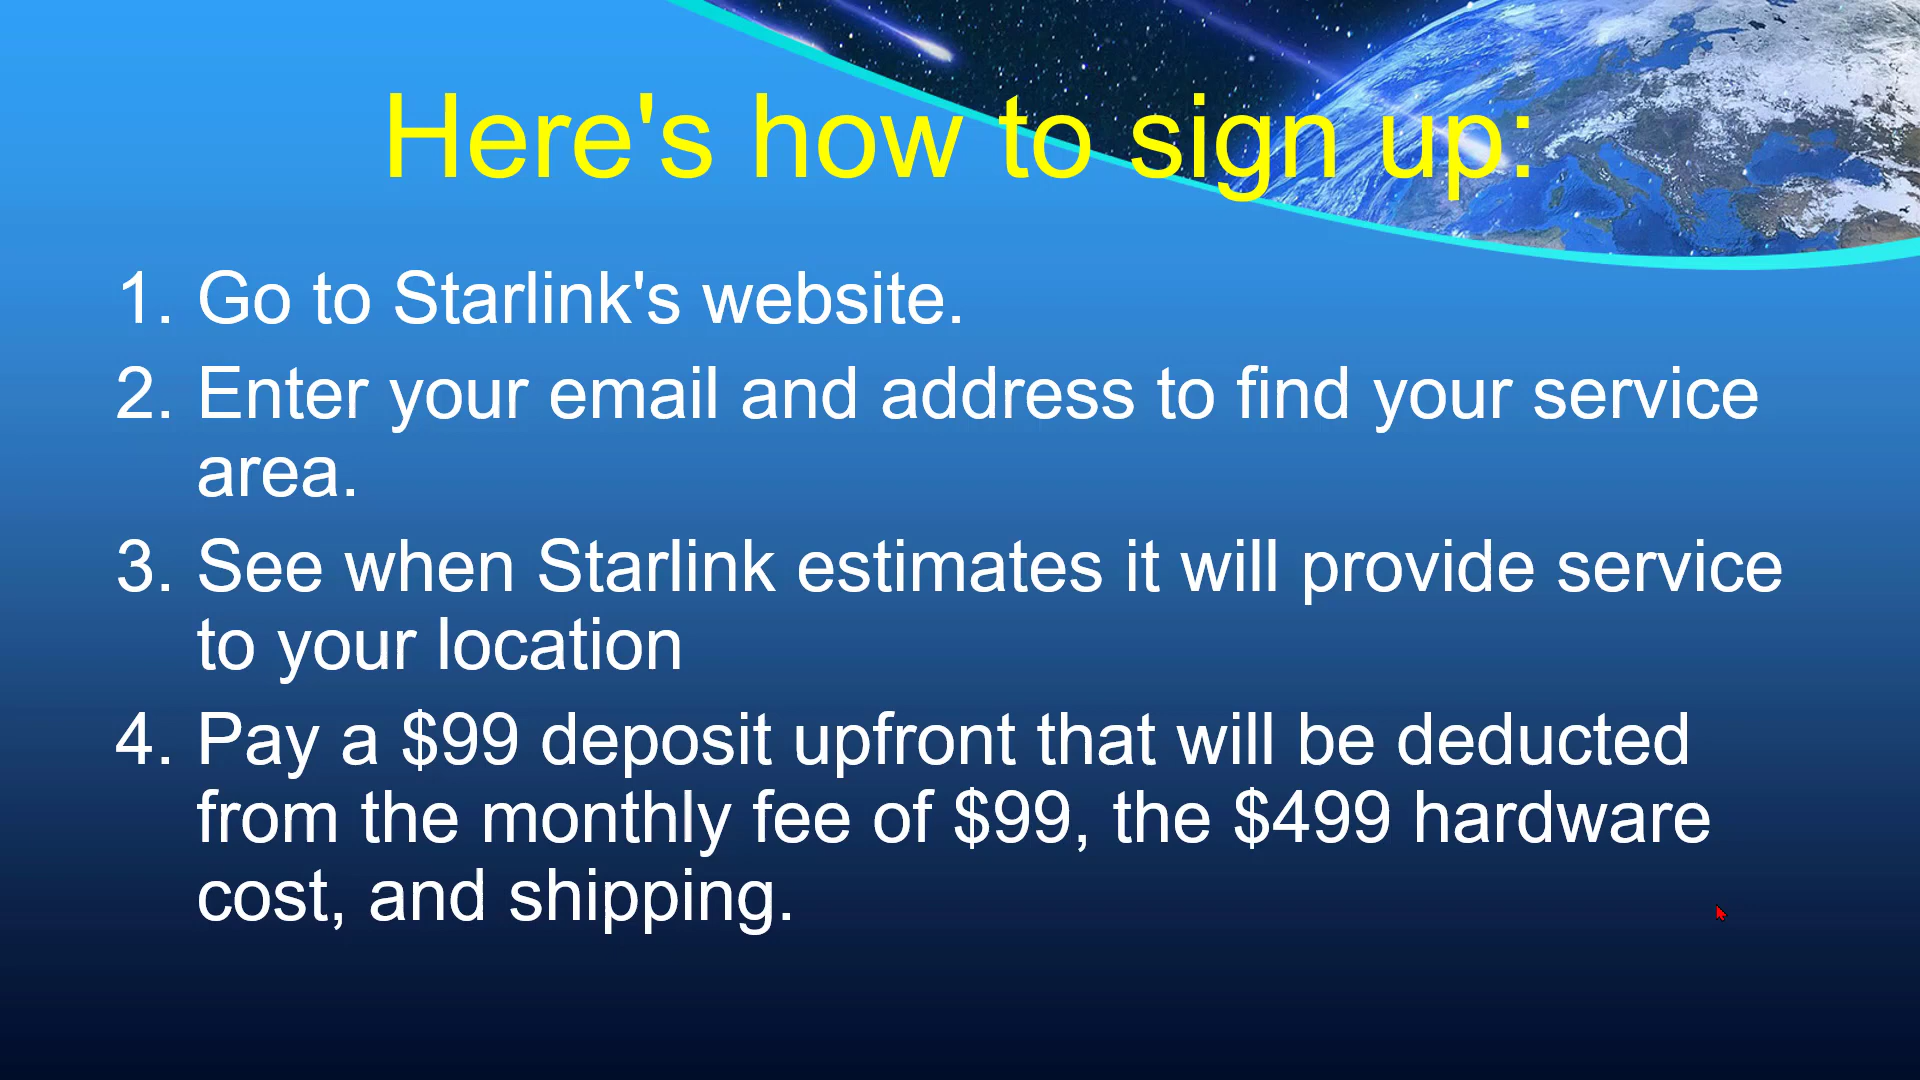 Here's how to sign up:
1. Go to Starlink's website.
2. Enter your email and address to find your service
area.
3. See when Starlink estimates it will provide service
to your location
4. Pay a $99 deposit upfront that will be deducted
from the monthly fee of $99, the $499 hardware
cost, and shipping.